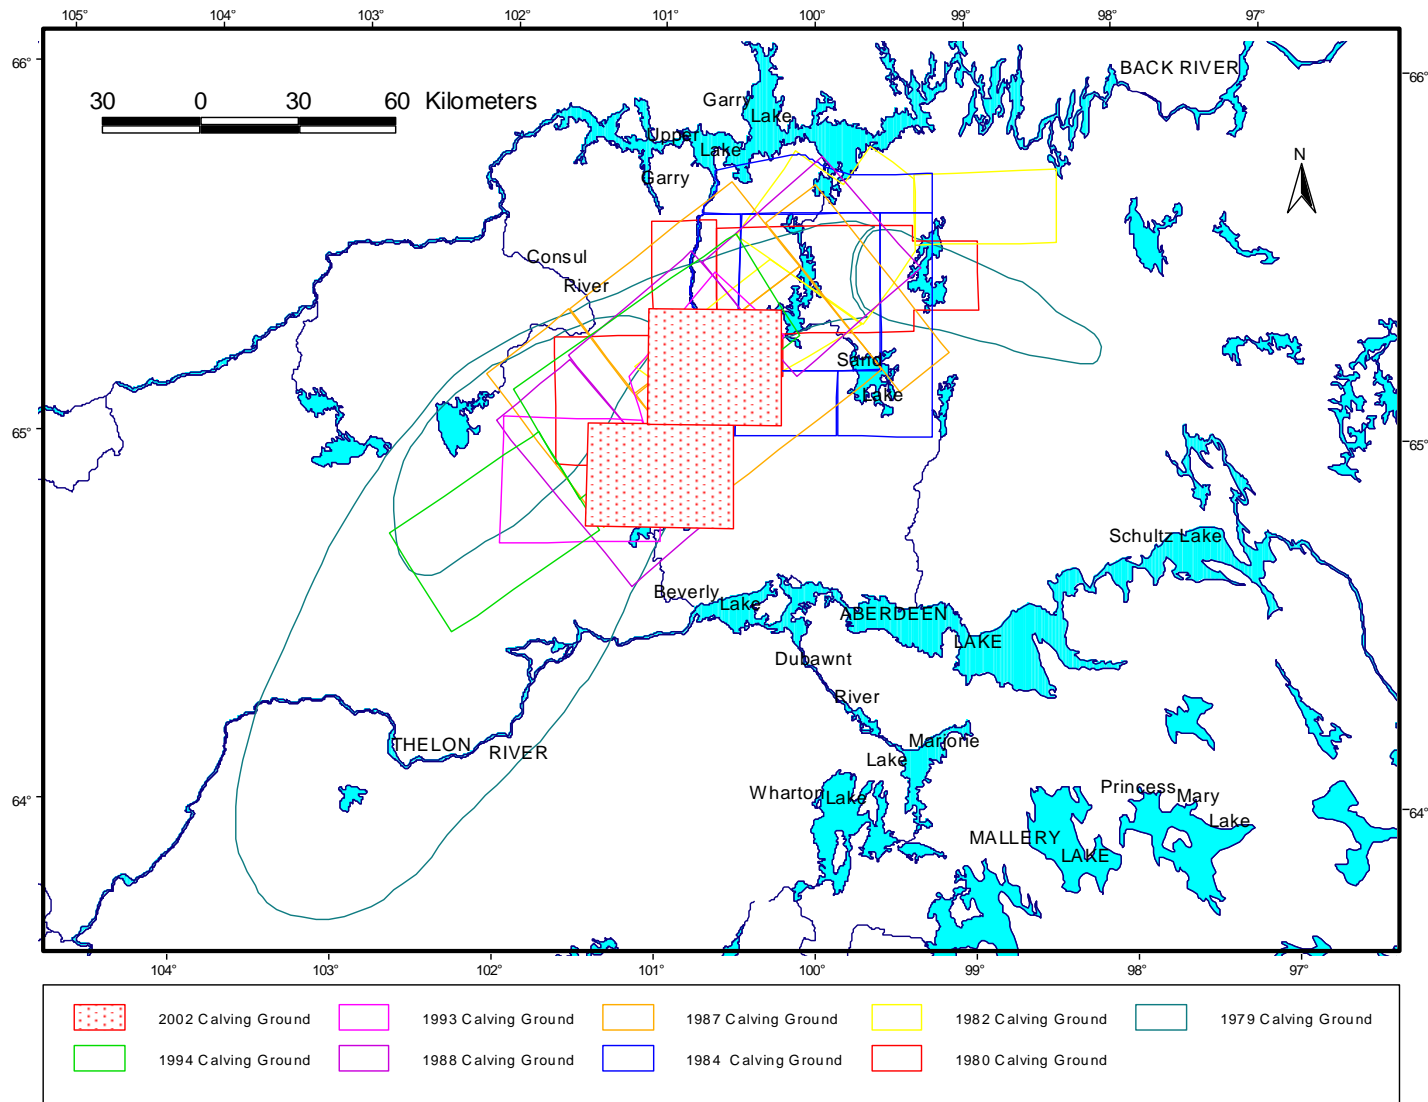 105° 104° 103° 102° 101° 100° 99° 98° 97°
66°
66°
BACK RIVER
30 0 30 60 Kilometers
Garry
Lake
Upper
Lake
Garry
N
Consul
River
Sand
Lake
65°
65°
Schultz Lake
Beverly
Lake
ABERDEEN
LAKE
Dubawnt
River
THELON RIVER
Marjorie
Lake
Wharton
Lake
Princess
Mary
Lake
64°
64°
MALLERY
LAKE
104° 103° 102° 101° 100° 99° 98° 97°
2002 Calving Ground 1993 Calving Ground 1987 Calving Ground 1982 Calving Ground 1979 Calving Ground
1994 Calving Ground 1988 Calving Ground 1984 Calving Ground 1980 Calving Ground